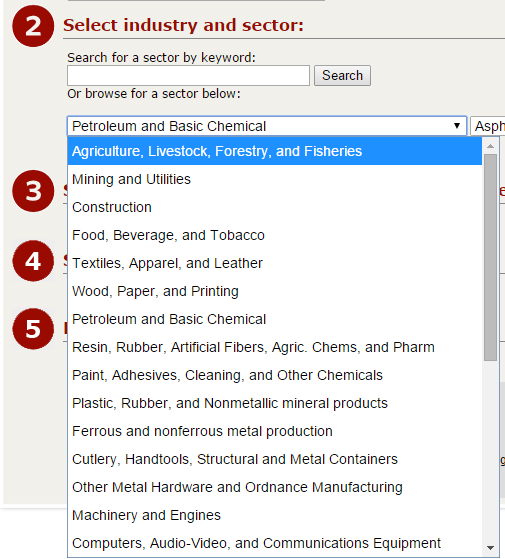 2 Select industry and sector:
Search for a sector by keyword:
Search
Or browse for a sector below:
Petroleum and Basic Chemical
Agriculture, Livestock, Forestry, and Fisheries
Mining and Utilities
3
Construction
Food, Beverage, and Tobacco
4
Textiles, Apparel, and Leather
Wood, Paper, and Printing
5
Petroleum and Basic Chemical
Resin, Rubber, Artificial Fibers, Agric. Chems, and Pharm
Paint, Adhesives, Cleaning, and Other Chemicals
Plastic, Rubber, and Nonmetallic mineral products
Ferrous and nonferrous metal production
Cutlery, Handtools, Structural and Metal Containers
Other Metal Hardware and Ordnance Manufacturing
Machinery and Engines
Computers, Audio-Video, and Communications Equipment